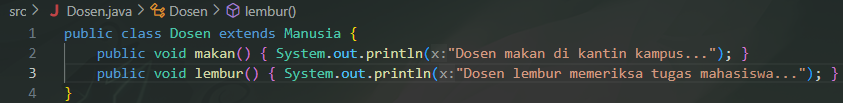 src > J Dosen.java > Dosen > lembur()
1 public class Dosen extends Manusia {
2 public void makan() { System.out.println(x:"Dosen makan di kantin kampus..."); }
3 public void lembur() { System.out.println(x:"Dosen lembur memeriksa tugas mahasiswa..."); }
4 }